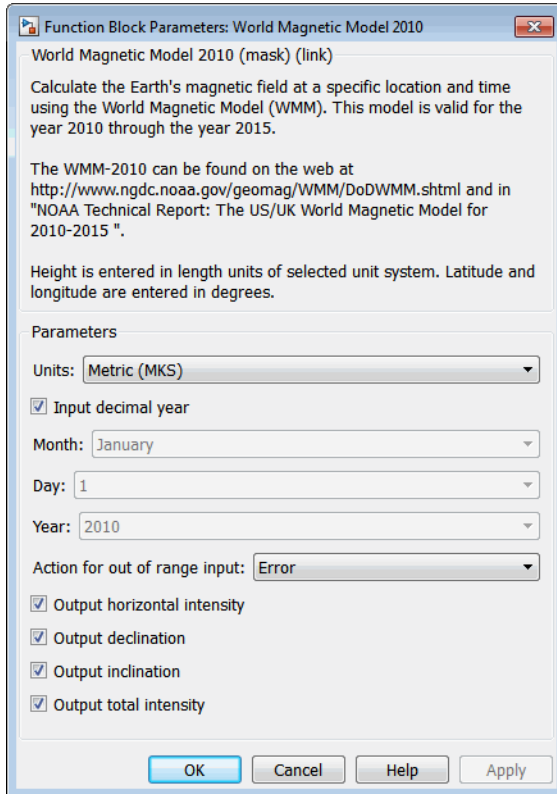 Function Block Parameters: World Magnetic Model 2010
World Magnetic Model 2010 (mask) (link)
Calculate the Earth's magnetic field at a specific location and time
using the World Magnetic Model (WMM). This model is valid for the
year 2010 through the year 2015.
The WMM-2010 can be found on the web at
http://www.ngdc.noaa.gov/geomag/WMM/DoDWMM.shtml and in
"NOAA Technical Report: The US/UK World Magnetic Model for
2010-2015 ".
Height is entered in length units of selected unit system. Latitude and
longitude are entered in degrees.
Parameters
Units: Metric (MKS)
Input decimal year
Month: January
Day: 1
Year: 2010
Action for out of range input: Error
Output horizontal intensity
Output declination
Output inclination
Output total intensity
OK Cancel Help Apply